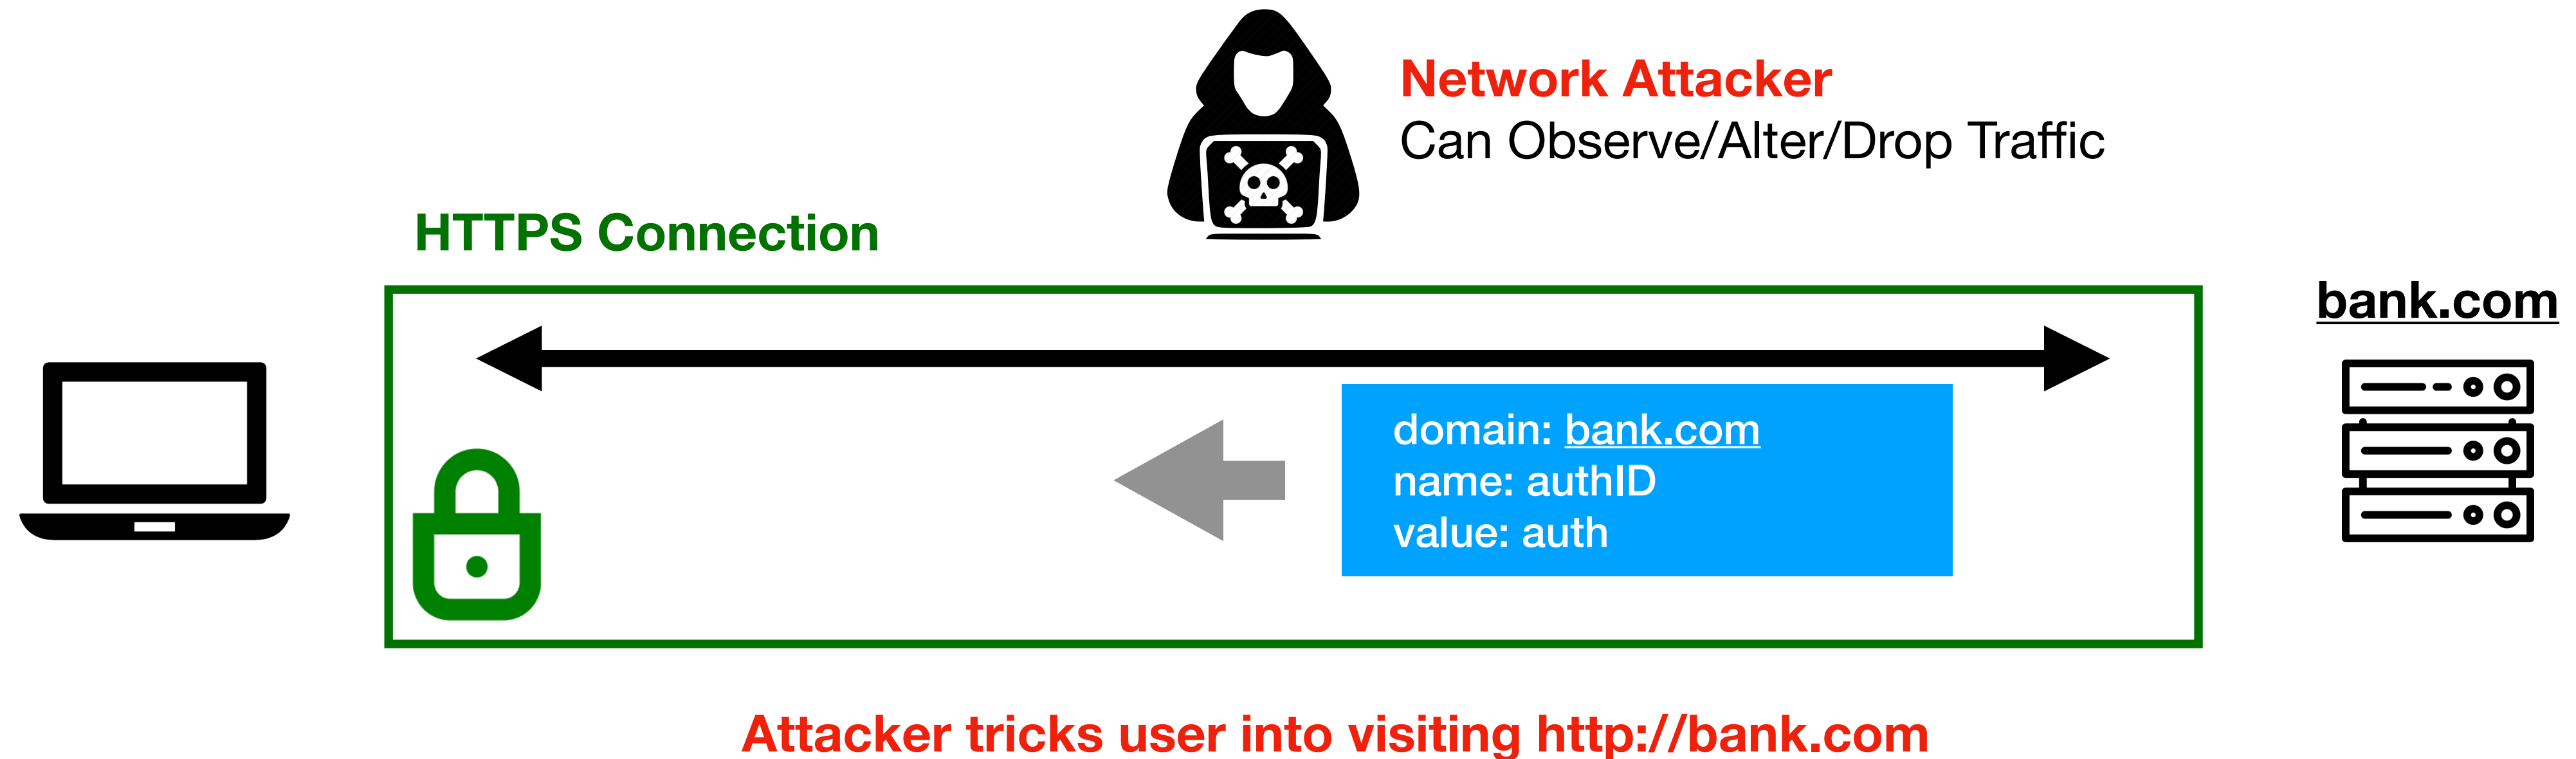 Network Attacker
Can Observe/Alter/Drop Traffic
HTTPS Connection
bank.com
domain: bank.com
name: authID
value: auth
Attacker tricks user into visiting http://bank.com